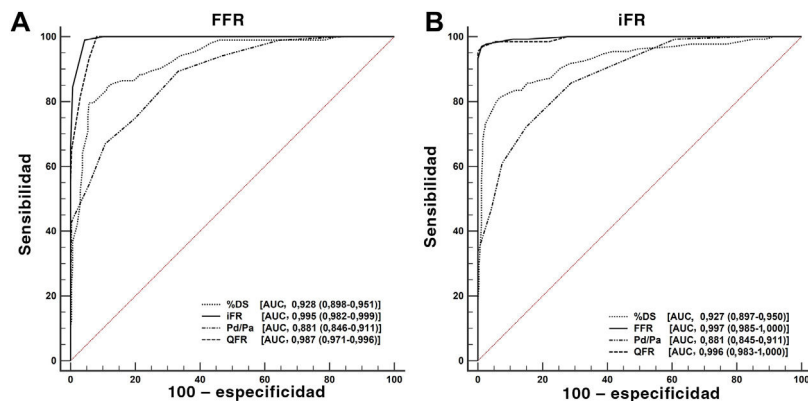 A
FFR
Sensibilidad
100
80
60
40
20
0
%DS [AUC, 0,928 (0,898-0,951)]
iFR [AUC, 0,995 (0,982-0,999)]
Pd/Pa [AUC, 0,881 (0,846-0,911)]
QFR [AUC, 0,987 (0,971-0,996)]
0 20 40 60 80 100
100 – especificidad
B
iFR
Sensibilidad
100
80
60
40
20
0
%DS [AUC, 0,927 (0,897-0,950)]
FFR [AUC, 0,997 (0,985-1,000)]
Pd/Pa [AUC, 0,881 (0,845-0,911)]
QFR [AUC, 0,996 (0,983-1,000)]
0 20 40 60 80 100
100 – especificidad